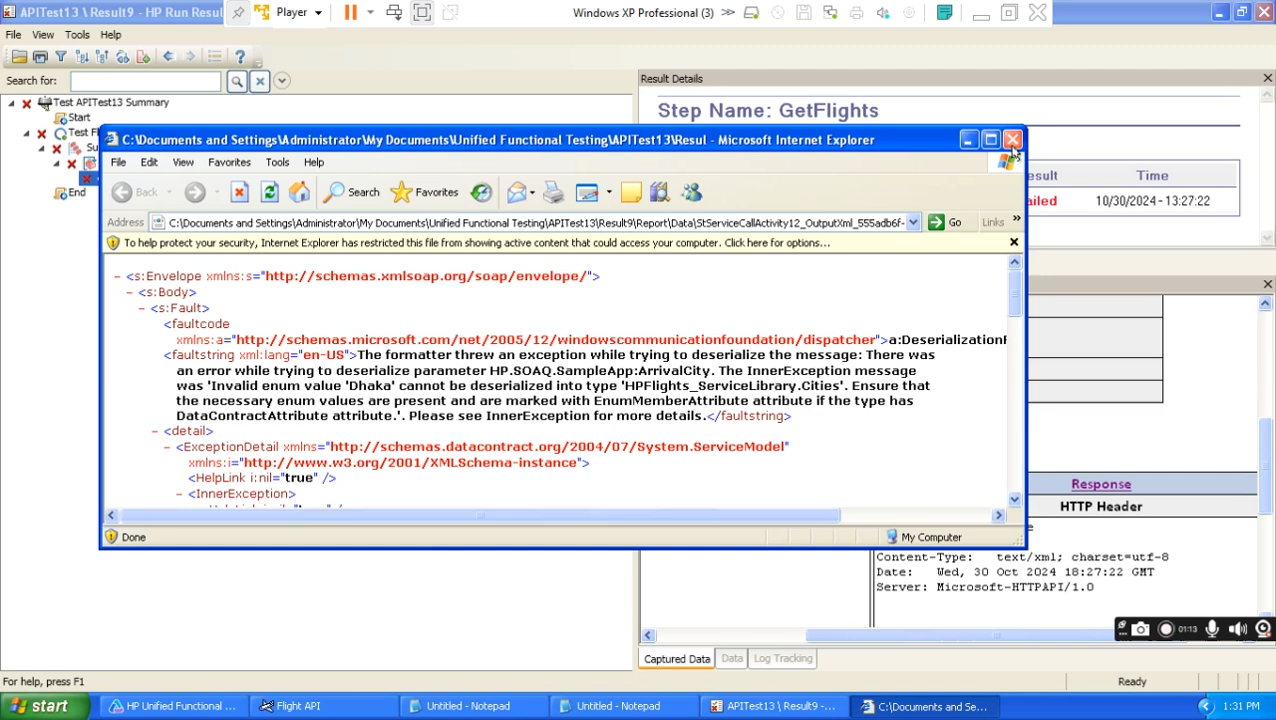 APITest13 \ Result9 - HP Run Resul
Player
Windows XP Professional (3)
File View Tools Help
Search for:
Result Details
Test APITest13 Summary
Start
Test Fl
Su
End
Step Name: GetFlights
sult Time
ailed 10/30/2024 - 13:27:22
C:\Documents and Settings\Administrator\My Documents\Unified Functional Testing\APITest13\Resul - Microsoft Internet Explorer
File Edit View Favorites Tools Help
Back Search Favorites
Address C:\Documents and Settings\Administrator\My Documents\Unified Functional Testing\APITest13\Result9\Report\Data\StServiceCallActivity12_OutputXml_555adb6f- Go Links
To help protect your security, Internet Explorer has restricted this file from showing active content that could access your computer. Click here for options...
- <s:Envelope xmlns:s="http://schemas.xmlsoap.org/soap/envelope/">
- <s:Body>
- <s:Fault>
<faultcode
xmlns:a="http://schemas.microsoft.com/net/2005/12/windowscommunicationfoundation/dispatcher">a:DeserializationF
<faultstring xml:lang="en-US">The formatter threw an exception while trying to deserialize the message: There was
an error while trying to deserialize parameter HP.SOAQ.SampleApp:ArrivalCity. The InnerException message
was 'Invalid enum value 'Dhaka' cannot be deserialized into type 'HPFlights_ServiceLibrary.Cities'. Ensure that
the necessary enum values are present and are marked with EnumMemberAttribute attribute if the type has
DataContractAttribute attribute.'. Please see InnerException for more details.</faultstring>
- <detail>
- <ExceptionDetail xmlns="http://schemas.datacontract.org/2004/07/System.ServiceModel"
xmlns:i="http://www.w3.org/2001/XMLSchema-instance">
<HelpLink i:nil="true" />
- <InnerException>
Done
My Computer
Response
HTTP Header
Content-Type: text/xml; charset=utf-8
Date: Wed, 30 Oct 2024 18:27:22 GMT
Server: Microsoft-HTTPAPI/1.0
01:13
Captured Data Data Log Tracking
For help, press F1
Ready
start
HP Unified Functional ...
Flight API
Untitled - Notepad
Untitled - Notepad
APITest13 \ Result9 -...
C:\Documents and Se...
1:31 PM